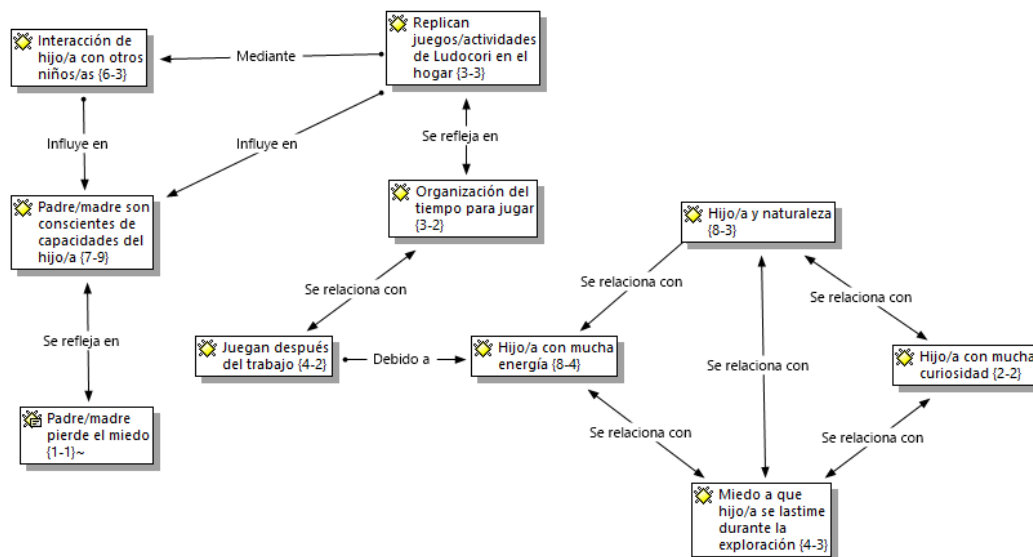 Interacción de
hijo/a con otros
niños/as {6-3}
Mediante
Replican
juegos/actividades
de Ludocori en el
hogar {3-3}
Influye en
Influye en
Se refleja en
Padre/madre son
conscientes de
capacidades del
hijo/a {7-9}
Organización del
tiempo para jugar
{3-2}
Hijo/a y naturaleza
{8-3}
Se relaciona con
Se relaciona con
Se relaciona con
Se refleja en
Juegan después
del trabajo {4-2}
Debido a
Hijo/a con mucha
energía {8-4}
Se relaciona con
Hijo/a con mucha
curiosidad {2-2}
Padre/madre
pierde el miedo
{1-1}~
Se relaciona con
Se relaciona con
Miedo a que
hijo/a se lastime
durante la
exploración {4-3}